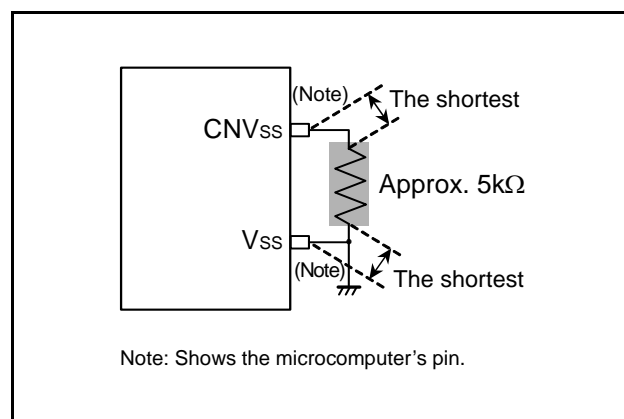 (Note)
The shortest
CNVss
Approx. 5kΩ
Vss
(Note)
The shortest
Note: Shows the microcomputer's pin.